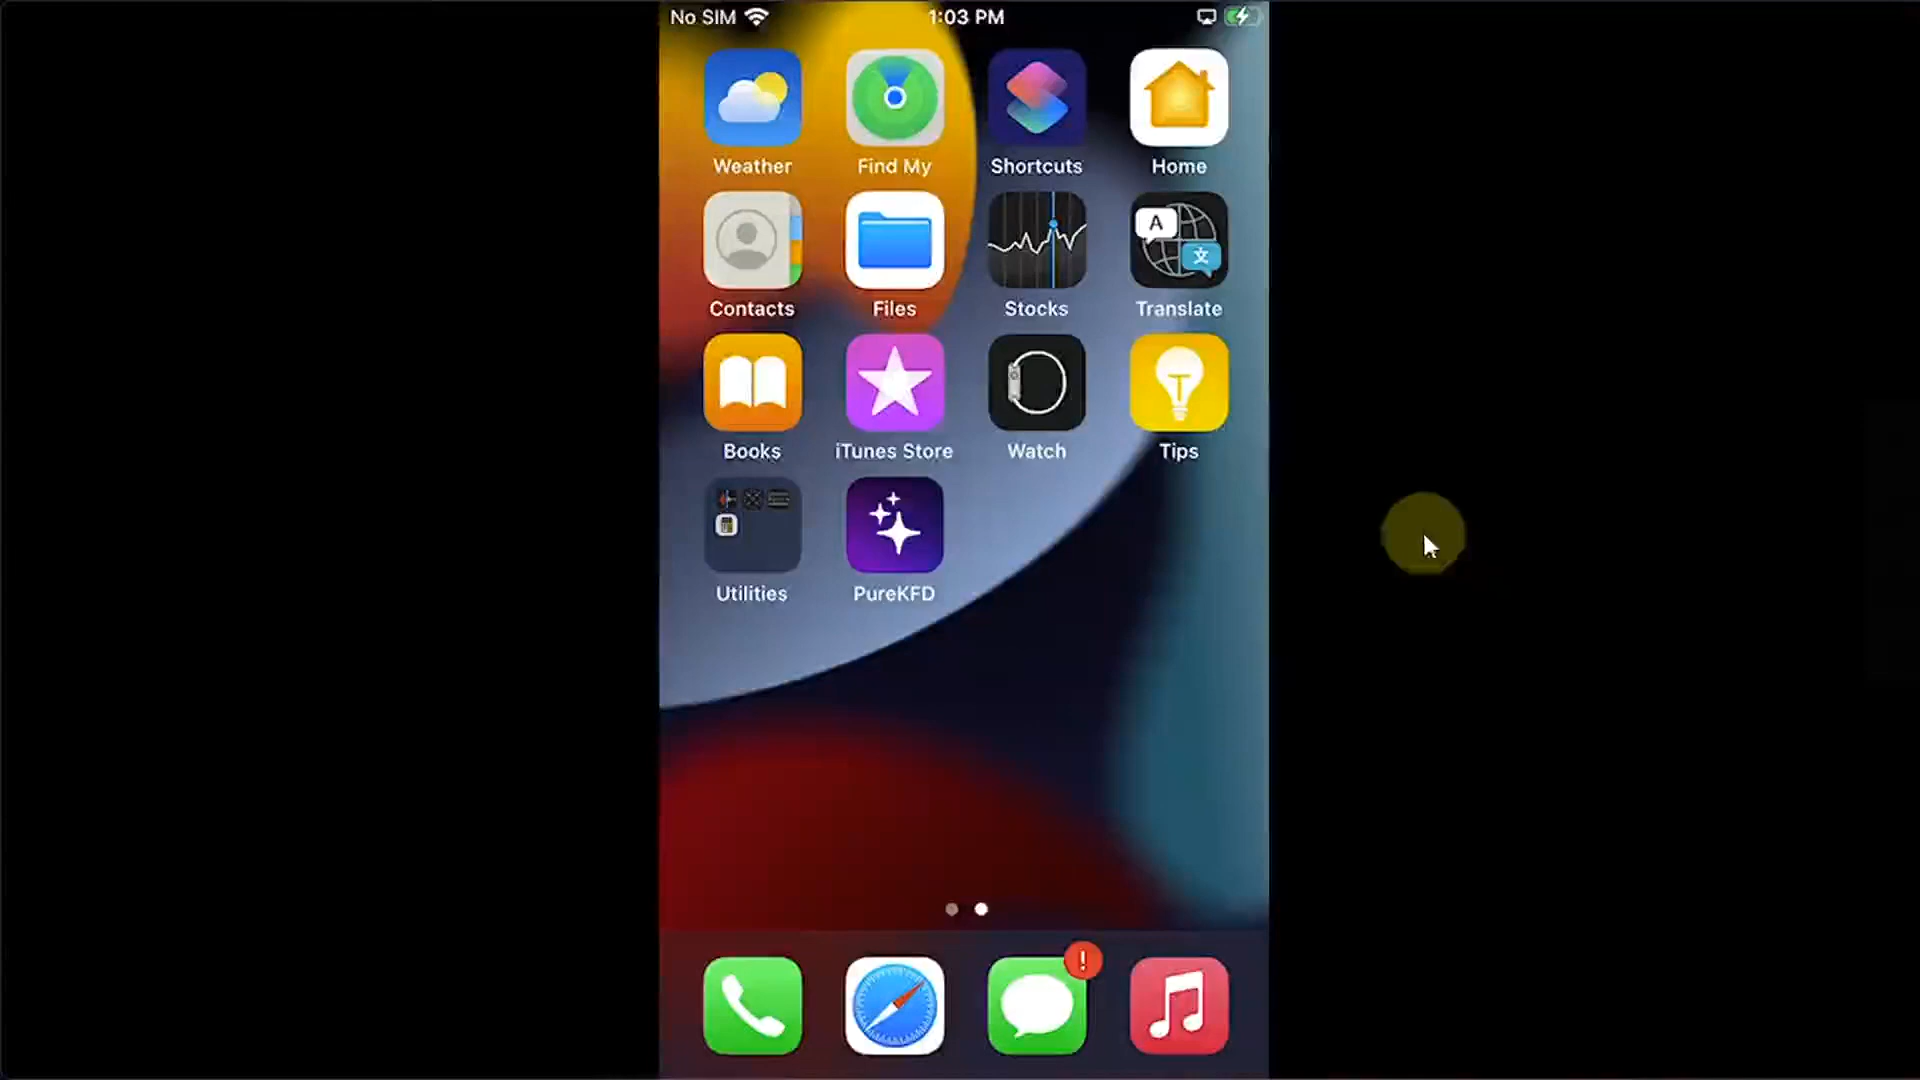 No SIM 1:03 PM
Weather Find My Shortcuts Home
A
文
Contacts Files Stocks Translate
Books iTunes Store Watch Tips
Utilities PureKFD
!